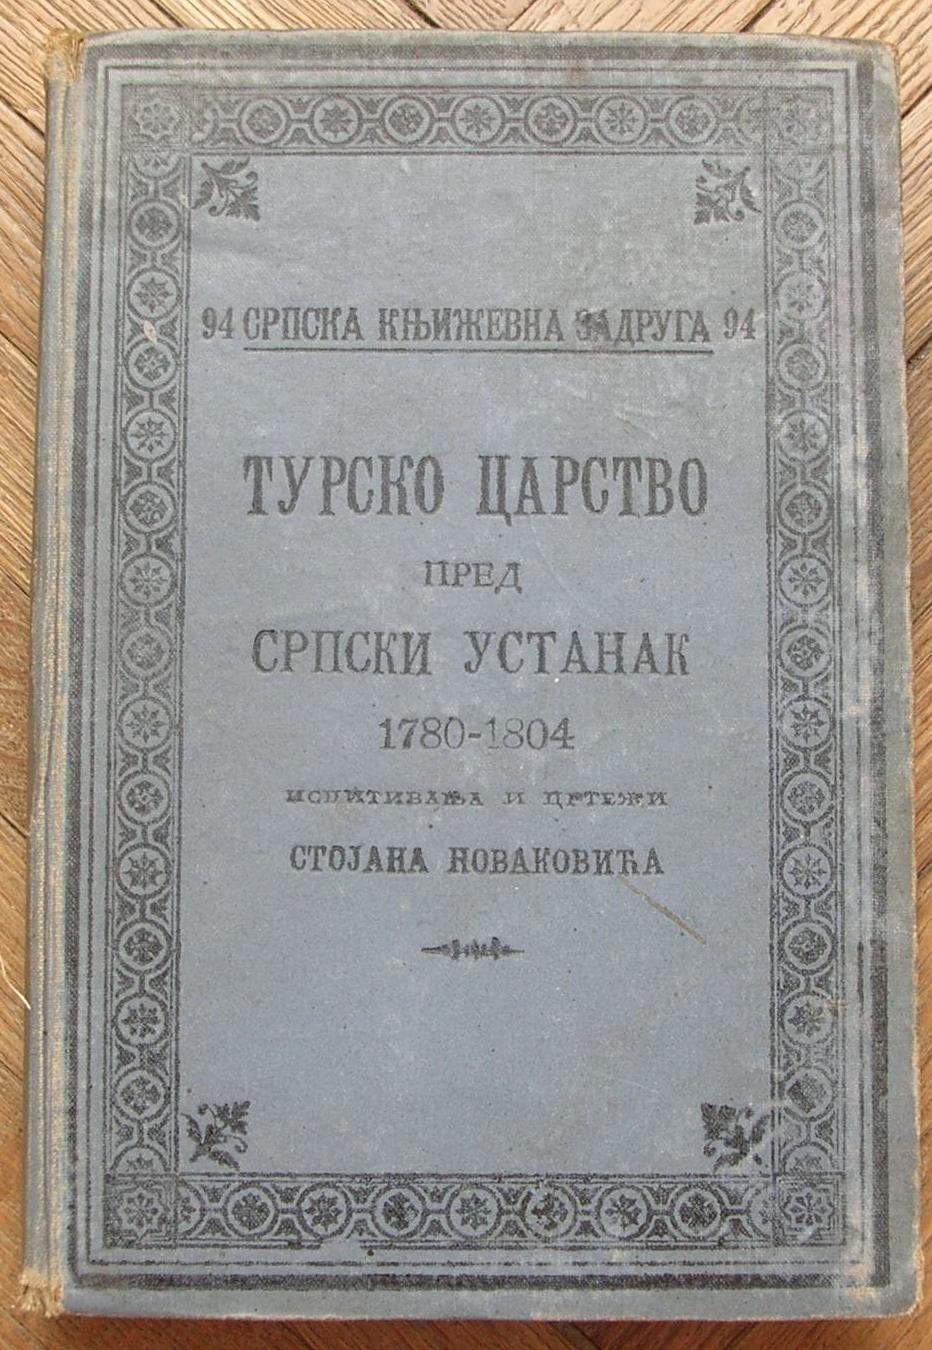 94 СРПСКА КЊИЖЕВНА ЗАДРУГА 94
ТУРСКО ЦАРСТВО
ПРЕД
СРПСКИ УСТАНАК
1780-1804
ИСПИТИВАЊА И ЦРТЕЖИ
СТОЈАНА НОВАКОВИЋА